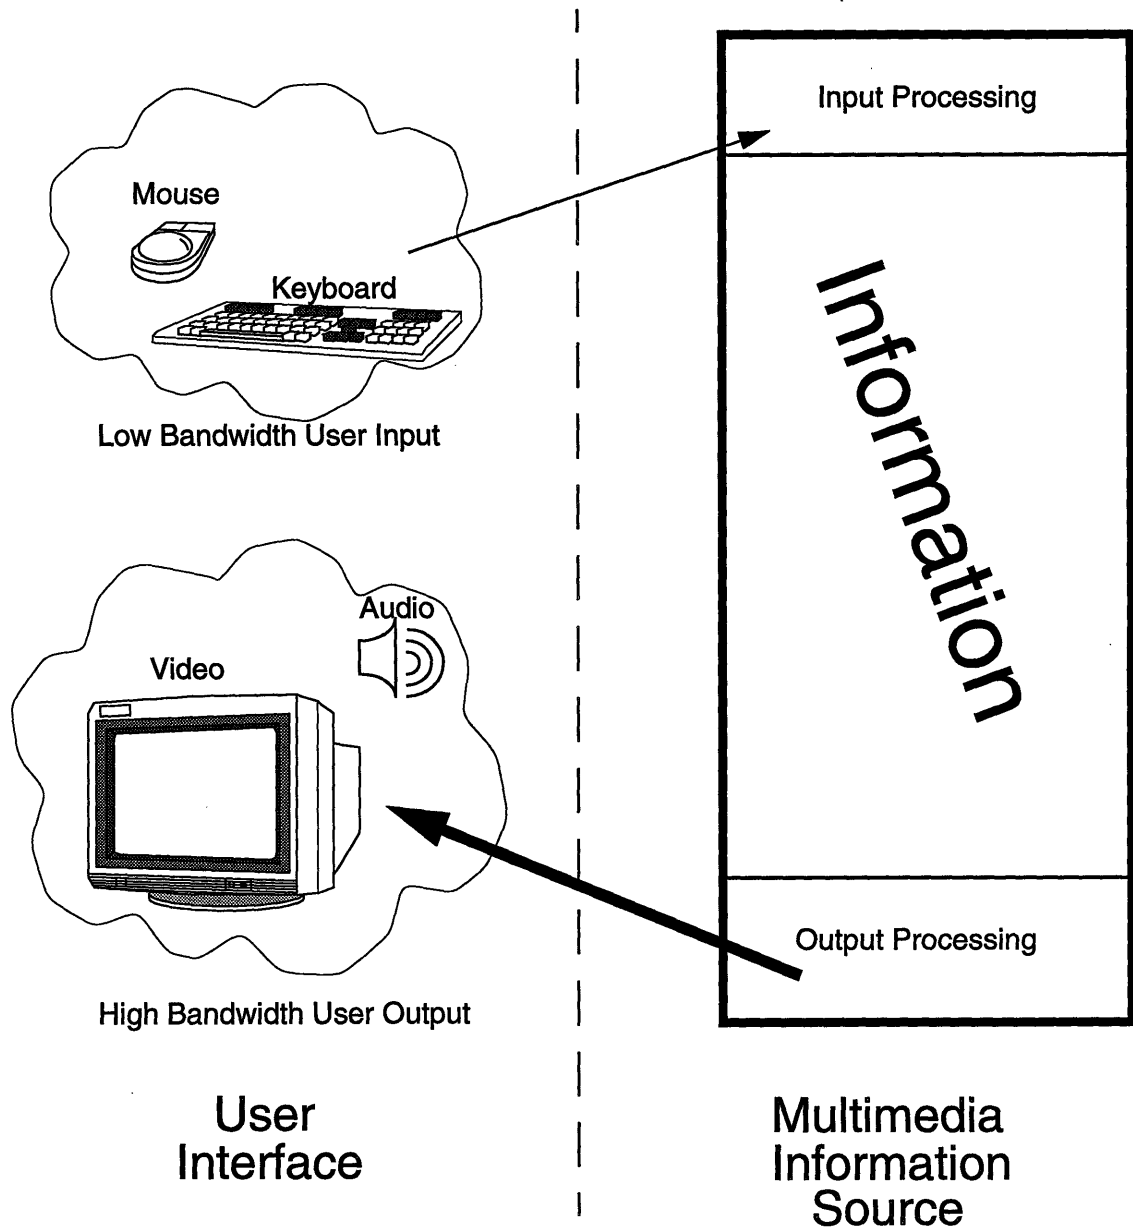 Input Processing
Mouse
Keyboard
Low Bandwidth User Input
Information
Audio
Video
Output Processing
High Bandwidth User Output
User
Interface
Multimedia
Information
Source